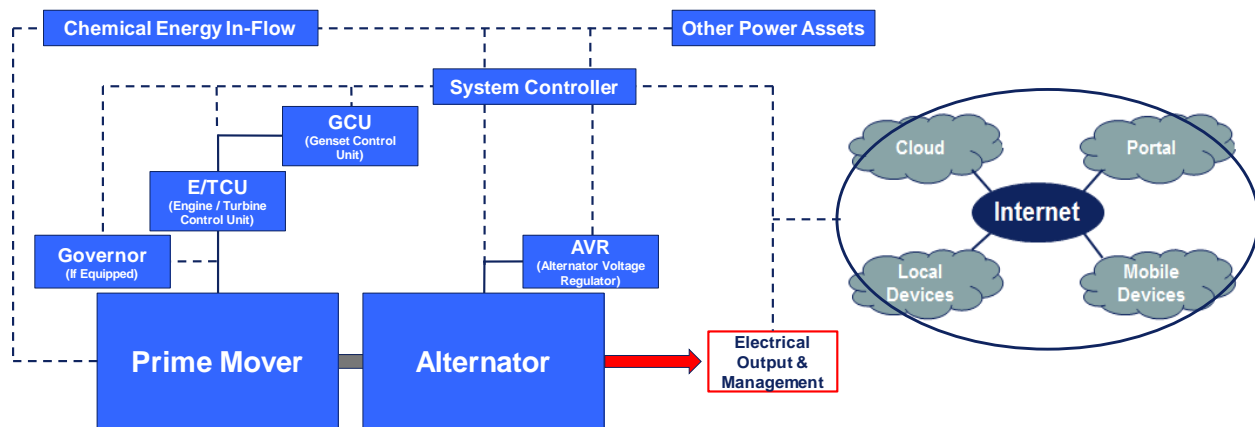 Chemical Energy In-Flow
Other Power Assets
System Controller
GCU
(Genset Control
Unit)
E/TCU
(Engine / Turbine
Control Unit)
Governor
(If Equipped)
AVR
(Alternator Voltage
Regulator)
Prime Mover
Alternator
Electrical
Output &
Management
Cloud
Portal
Internet
Local
Devices
Mobile
Devices